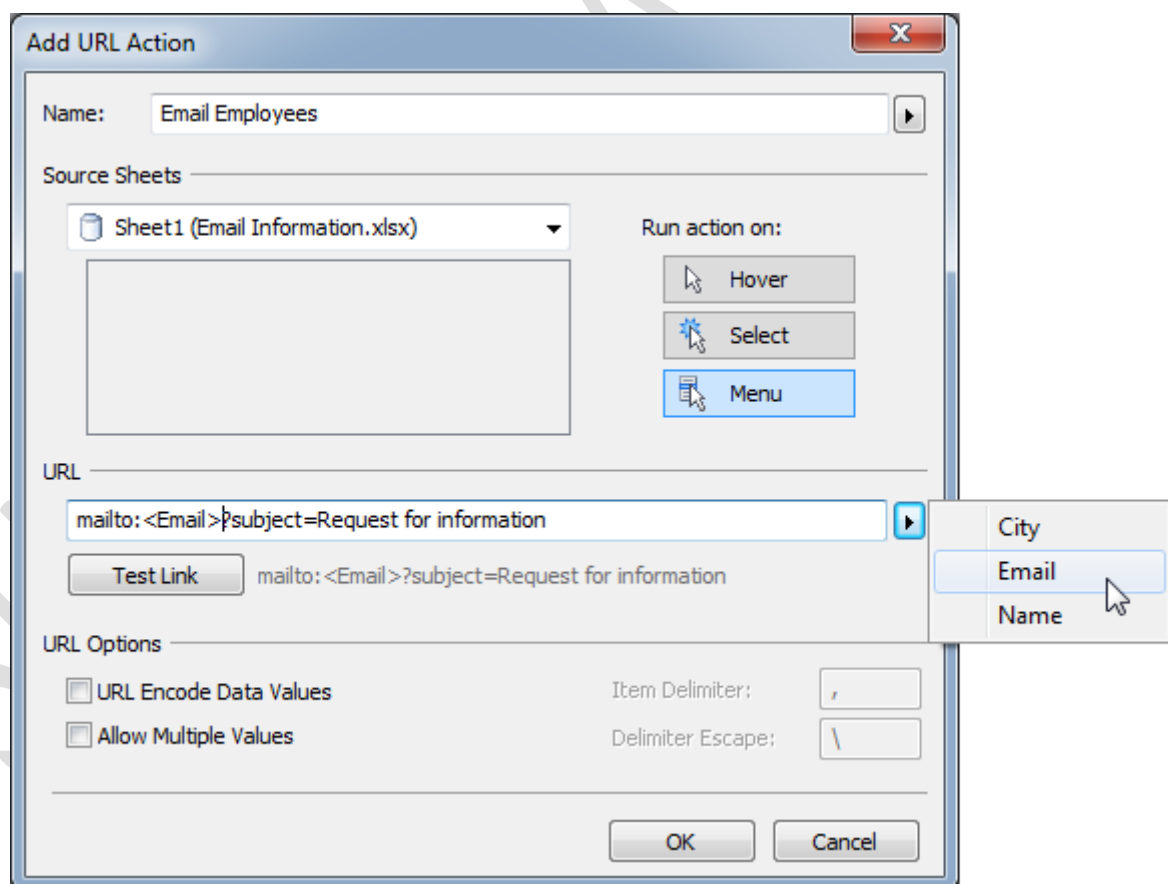 Add URL Action
Name: Email Employees
Source Sheets
Sheet1 (Email Information.xlsx)
Run action on:
Hover
Select
Menu
URL
mailto:<Email>?subject=Request for information
City
Email
Name
Test Link mailto:<Email>?subject=Request for information
URL Options
URL Encode Data Values
Item Delimiter: ,
Allow Multiple Values
Delimiter Escape: \
OK Cancel